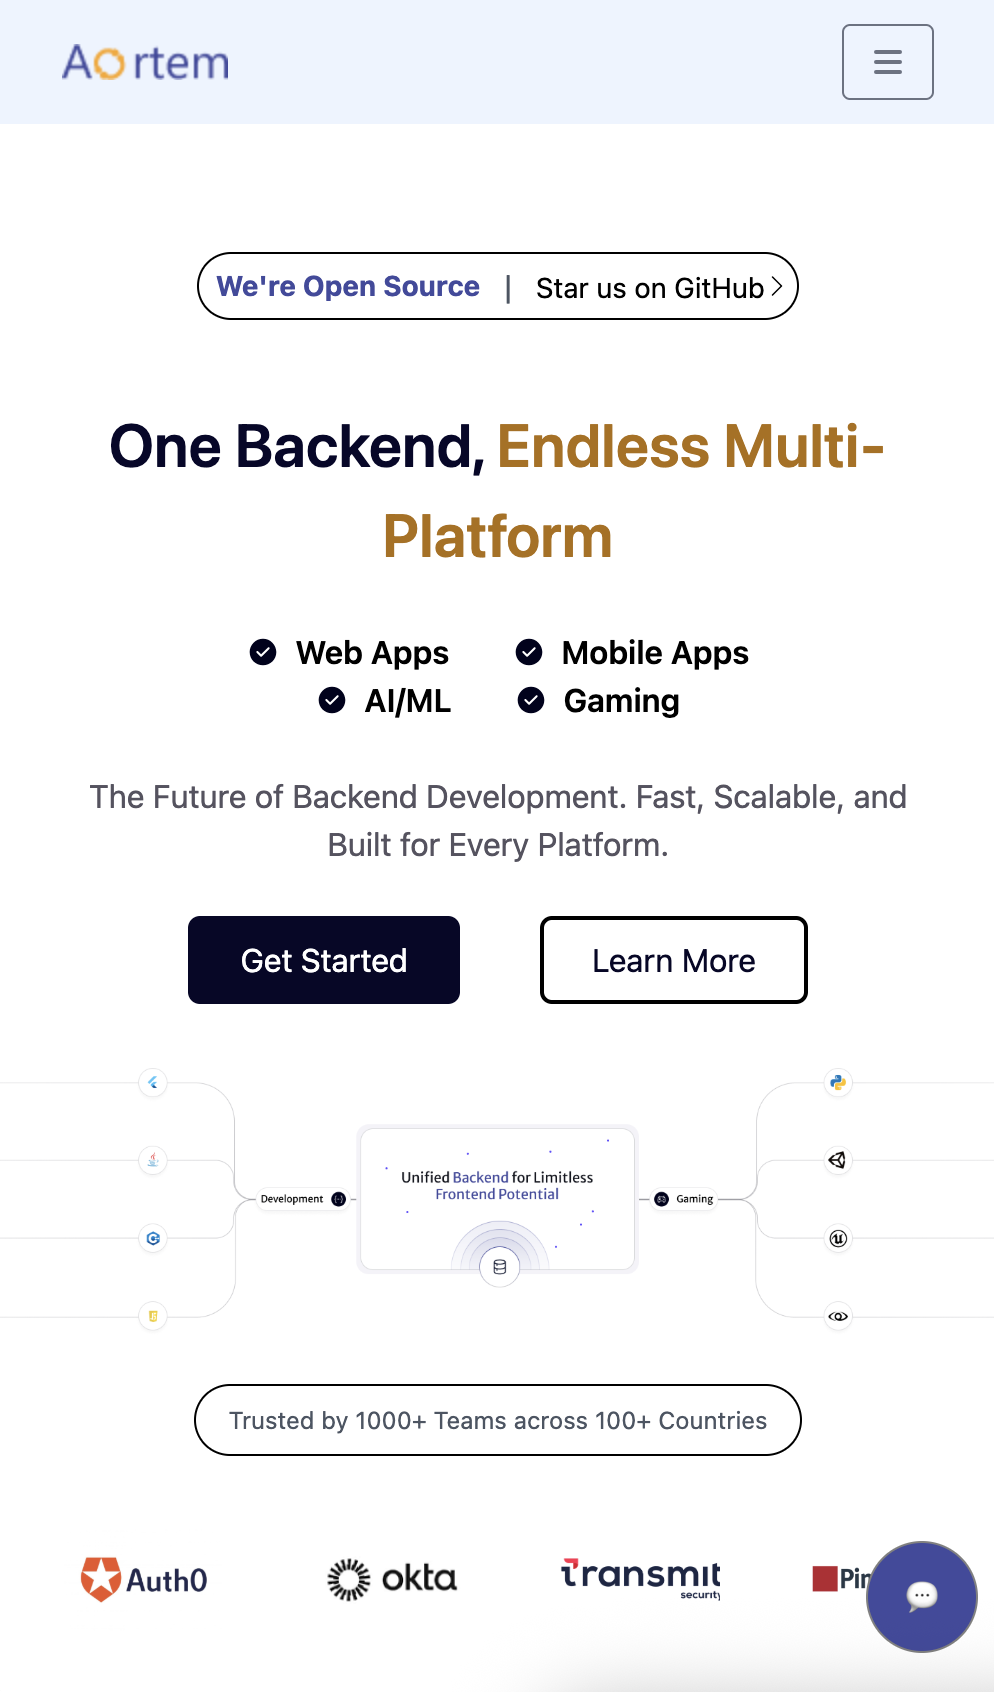 Aortem
We're Open Source | Star us on GitHub
One Backend, Endless Multi-
Platform
Web Apps Mobile Apps
AI/ML Gaming
The Future of Backend Development. Fast, Scalable, and
Built for Every Platform.
Get Started Learn More
Unified Backend for Limitless
Frontend Potential
Development Gaming
Trusted by 1000+ Teams across 100+ Countries
Auth0 okta Transmit
security